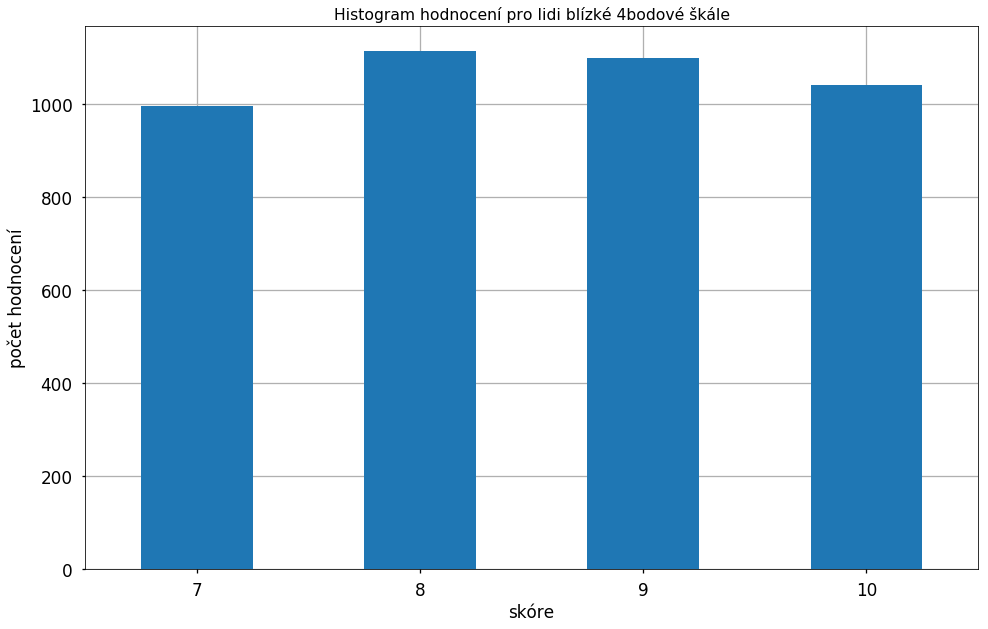 Histogram hodnocení pro lidi blízké 4bodové škále
počet hodnocení
1000
800
600
400
200
0
7 8 9 10
skóre